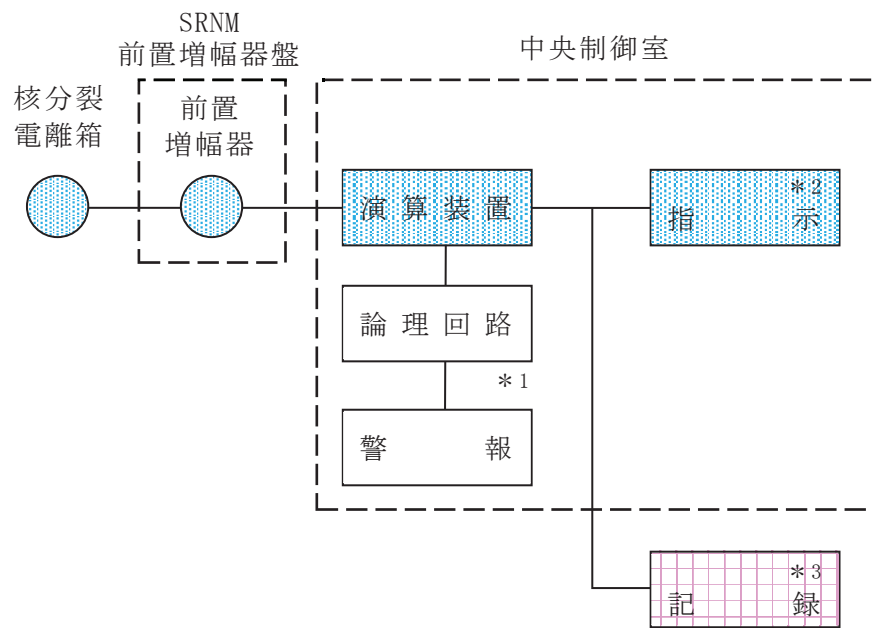 SRNM
前置増幅器盤
中央制御室
核分裂
電離箱
前置
増幅器
演算装置
*2
指示
論理回路
*1
警報
*3
記録